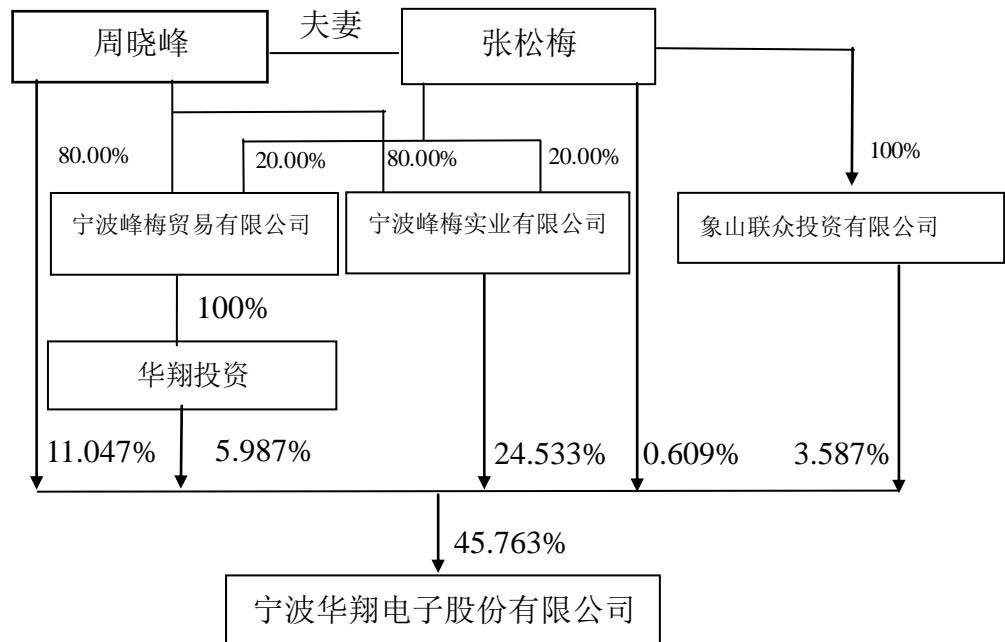 周晓峰
夫妻
张松梅
80.00%
20.00%
80.00%
20.00%
100%
宁波峰梅贸易有限公司
宁波峰梅实业有限公司
象山联众投资有限公司
100%
华翔投资
11.047%
5.987%
24.533%
0.609%
3.587%
45.763%
宁波华翔电子股份有限公司